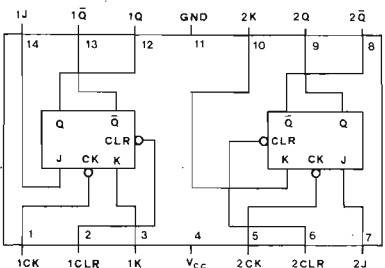 1J 1Q̅ 1Q GND 2K 2Q 2Q̅
14 13 12 11 10 9 8
Q Q̅ Q̅ Q
CLR CLR
J CK K K CK J
1 2 3 4 5 6 7
1CK 1CLR 1K VCC 2CK 2CLR 2J